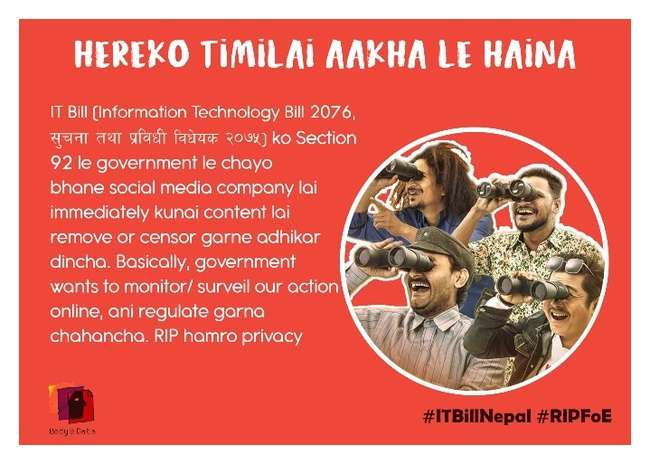 HEREKO TIMILAI AAKHA LE HAINA
IT Bill (Information Technology Bill 2076,
सुचना तथा प्रविधी विधेयक २०७५) ko Section
92 le government le chayo
bhane social media company lai
immediately kunai content lai
remove or censor garne adhikar
dincha. Basically, government
wants to monitor/ surveil our action
online, ani regulate garna
chahancha. RIP hamro privacy
Body & Data
#ITBillNepal #RIPFoE